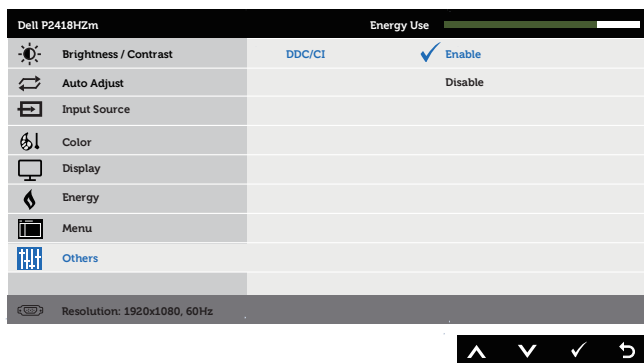 Dell P2418HZm Energy Use
Brightness / Contrast DDC/CI Enable
Auto Adjust Disable
Input Source
Color
Display
Energy
Menu
Others
Resolution: 1920x1080, 60Hz